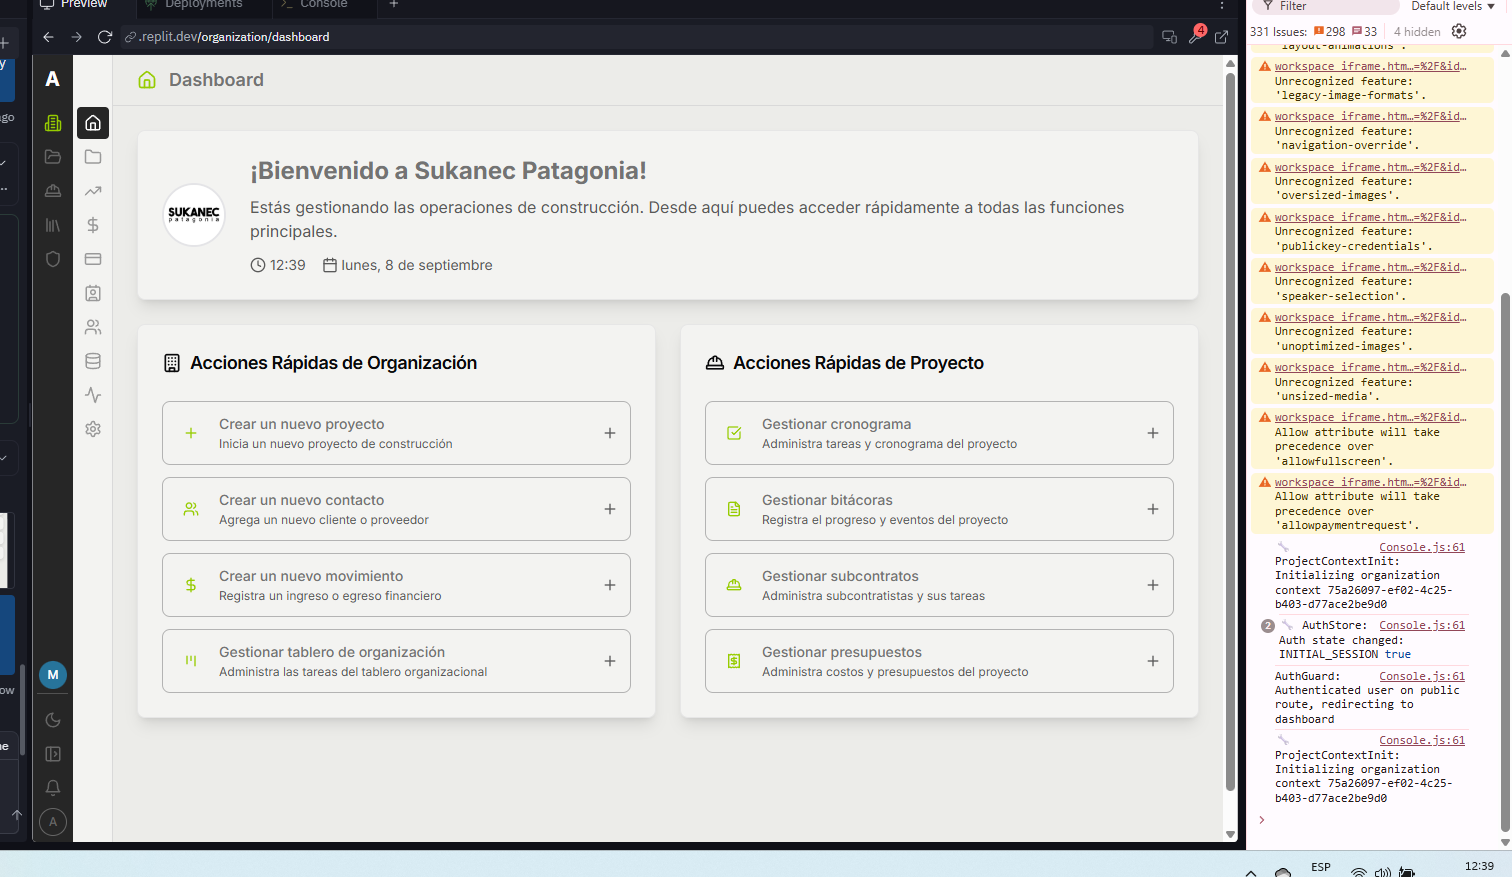 Preview
Deployments
Console
.replit.dev/organization/dashboard
4
A
Dashboard
¡Bienvenido a Sukanec Patagonia!
SUKANEC
patagonia
Estás gestionando las operaciones de construcción. Desde aquí puedes acceder rápidamente a todas las funciones
principales.
12:39 lunes, 8 de septiembre
Acciones Rápidas de Organización
Crear un nuevo proyecto
Inicia un nuevo proyecto de construcción
Crear un nuevo contacto
Agrega un nuevo cliente o proveedor
Crear un nuevo movimiento
Registra un ingreso o egreso financiero
Gestionar tablero de organización
Administra las tareas del tablero organizacional
Acciones Rápidas de Proyecto
Gestionar cronograma
Administra tareas y cronograma del proyecto
Gestionar bitácoras
Registra el progreso y eventos del proyecto
Gestionar subcontratos
Administra subcontratistas y sus tareas
Gestionar presupuestos
Administra costos y presupuestos del proyecto
M
A
Filter
Default levels
331 Issues: 298 33 4 hidden
'layout-animations'.
workspace_iframe.htm…=%2F&id…
Unrecognized feature:
'legacy-image-formats'.
workspace_iframe.htm…=%2F&id…
Unrecognized feature:
'navigation-override'.
workspace_iframe.htm…=%2F&id…
Unrecognized feature:
'oversized-images'.
workspace_iframe.htm…=%2F&id…
Unrecognized feature:
'publickey-credentials'.
workspace_iframe.htm…=%2F&id…
Unrecognized feature:
'speaker-selection'.
workspace_iframe.htm…=%2F&id…
Unrecognized feature:
'unoptimized-images'.
workspace_iframe.htm…=%2F&id…
Unrecognized feature:
'unsized-media'.
workspace_iframe.htm…=%2F&id…
Allow attribute will take
precedence over
'allowfullscreen'.
workspace_iframe.htm…=%2F&id…
Allow attribute will take
precedence over
'allowpaymentrequest'.
Console.js:61
ProjectContextInit:
Initializing organization
context 75a26097-ef02-4c25-
b403-d77ace2be9d0
2 AuthStore: Console.js:61
Auth state changed:
INITIAL_SESSION true
AuthGuard: Console.js:61
Authenticated user on public
route, redirecting to
dashboard
Console.js:61
ProjectContextInit:
Initializing organization
context 75a26097-ef02-4c25-
b403-d77ace2be9d0
ESP
12:39